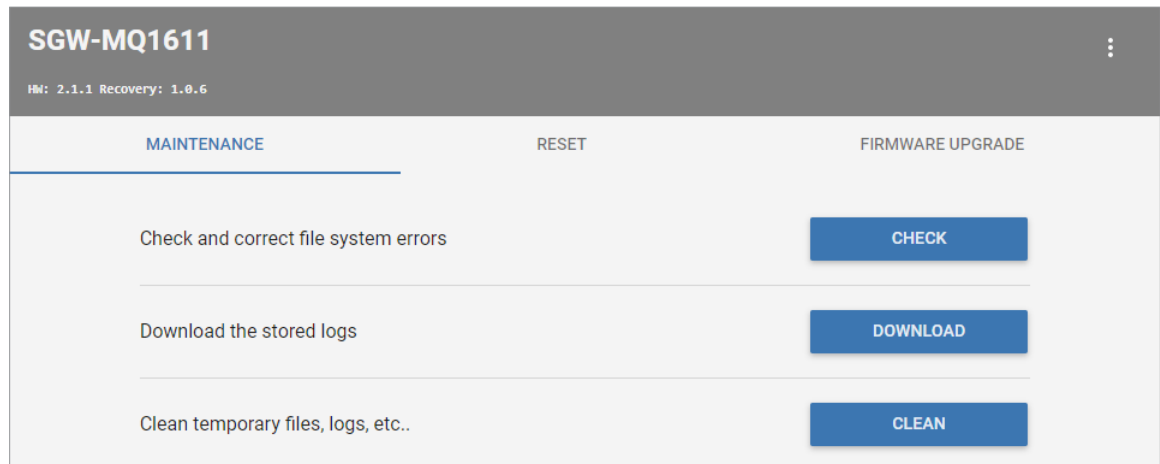 SGW-MQ1611
HW: 2.1.1 Recovery: 1.0.6
MAINTENANCE RESET FIRMWARE UPGRADE
Check and correct file system errors CHECK
Download the stored logs DOWNLOAD
Clean temporary files, logs, etc.. CLEAN